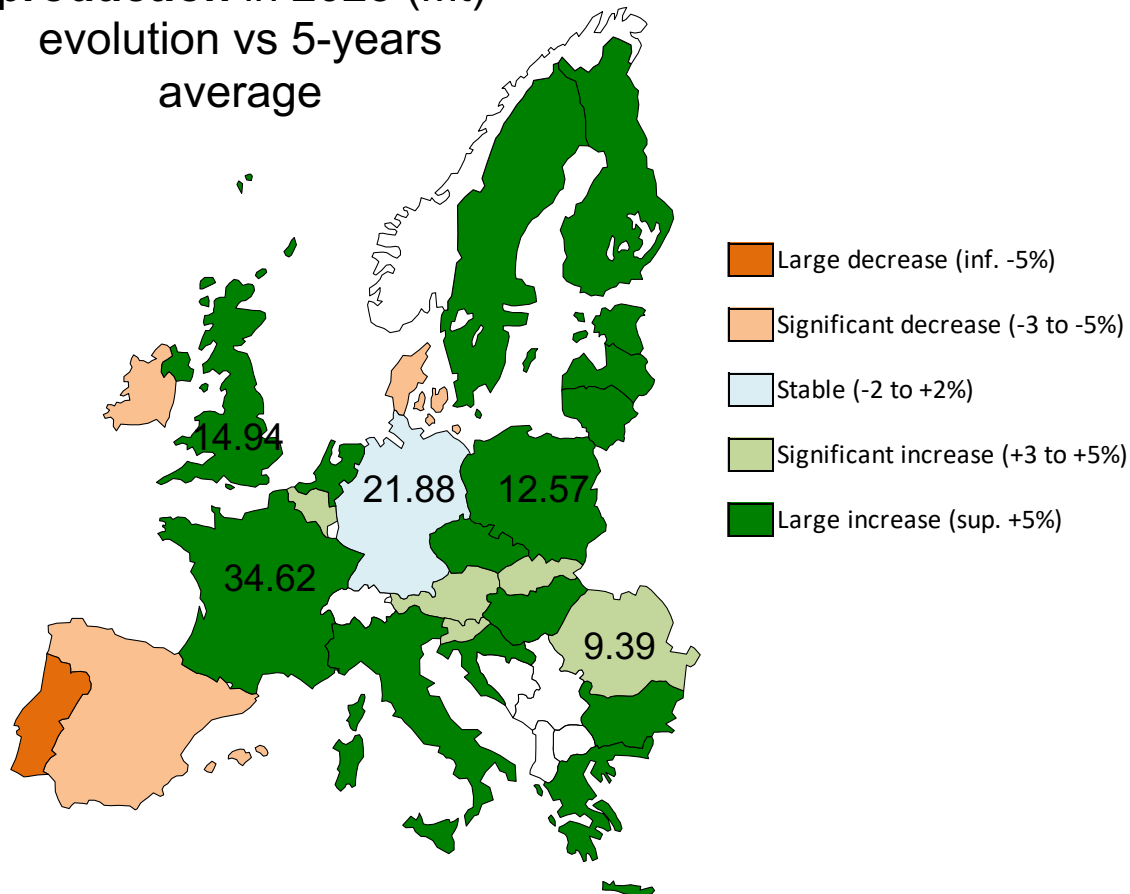 evolution vs 5-years
average
Large decrease (inf. -5%)
Significant decrease (-3 to -5%)
Stable (-2 to +2%)
Significant increase (+3 to +5%)
Large increase (sup. +5%)
14.94
21.88
12.57
34.62
9.39